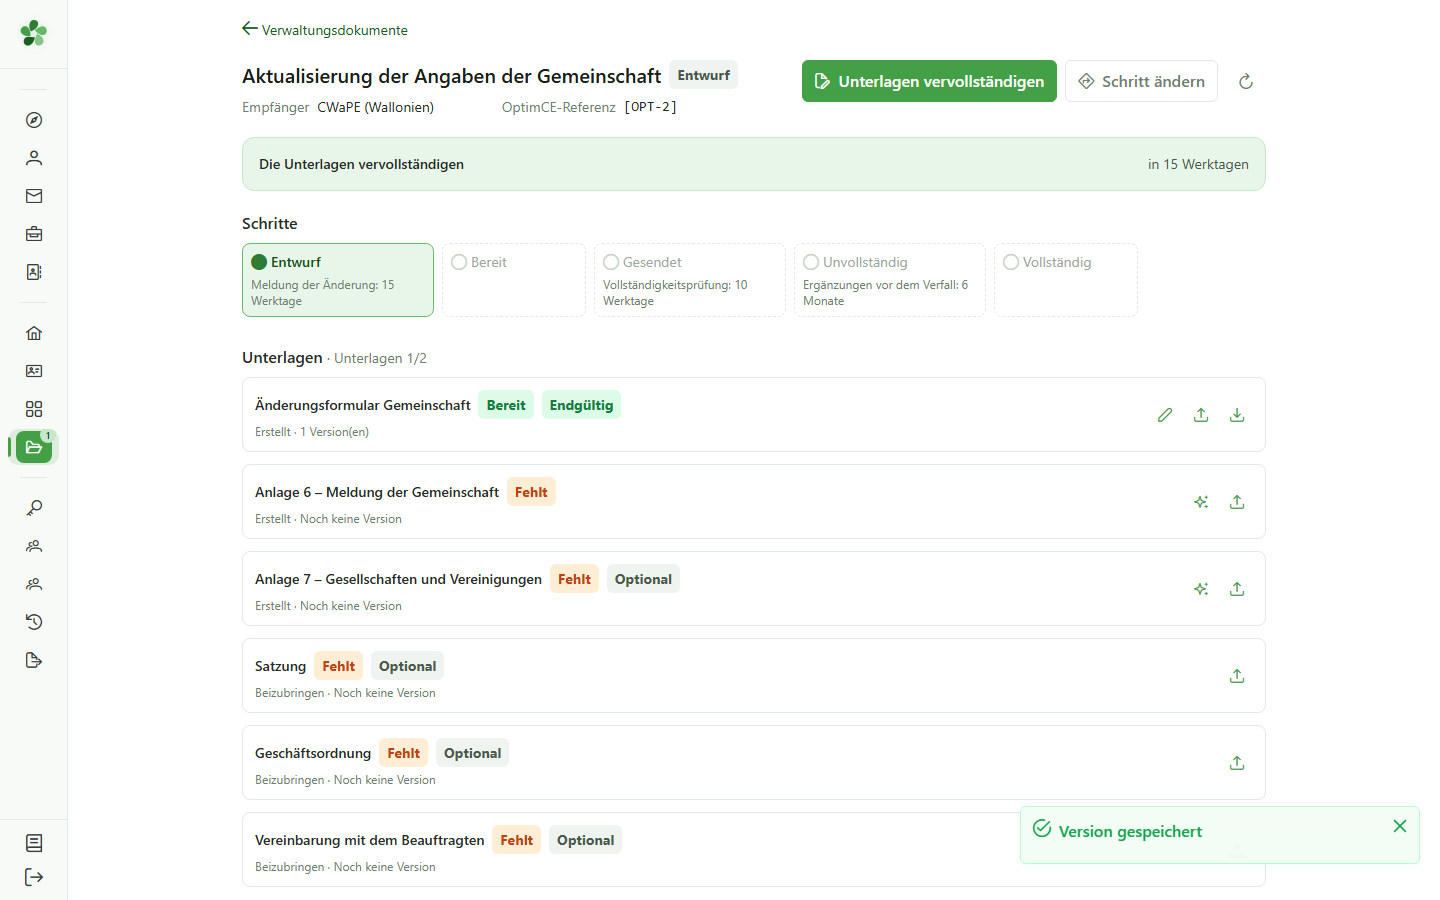 Verwaltungsdokumente
Aktualisierung der Angaben der Gemeinschaft Entwurf
Unterlagen vervollständigen
Schritt ändern
Empfänger CWaPE (Wallonien) OptimCE-Referenz [OPT-2]
Die Unterlagen vervollständigen in 15 Werktagen
Schritte
Entwurf
Meldung der Änderung: 15
Werktage
Bereit
Gesendet
Vollständigkeitsprüfung: 10
Werktage
Unvollständig
Ergänzungen vor dem Verfall: 6
Monate
Vollständig
Unterlagen · Unterlagen 1/2
Änderungsformular Gemeinschaft Bereit Endgültig
Erstellt · 1 Version(en)
1
Anlage 6 – Meldung der Gemeinschaft Fehlt
Erstellt · Noch keine Version
Anlage 7 – Gesellschaften und Vereinigungen Fehlt Optional
Erstellt · Noch keine Version
Satzung Fehlt Optional
Beizubringen · Noch keine Version
Geschäftsordnung Fehlt Optional
Beizubringen · Noch keine Version
Vereinbarung mit dem Beauftragten Fehlt Optional
Beizubringen · Noch keine Version
Version gespeichert